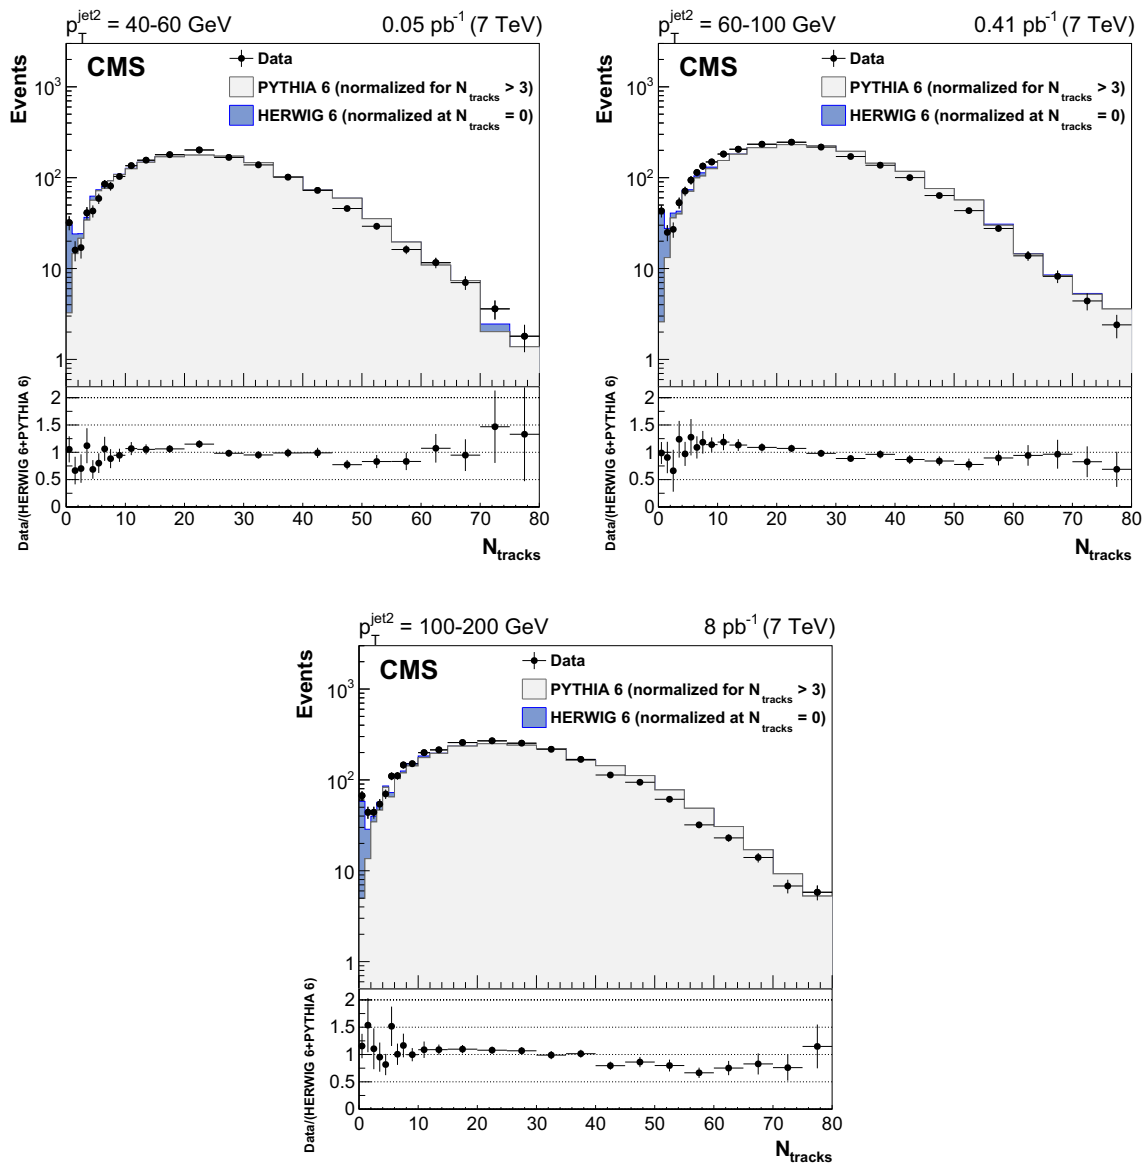 p_T^jet2 = 40-60 GeV 0.05 pb⁻¹ (7 TeV)
CMS
Data
PYTHIA 6 (normalized for N_tracks > 3)
HERWIG 6 (normalized at N_tracks = 0)
Events
10³
10²
10
1
Data/(HERWIG 6+PYTHIA 6)
2
1.5
1
0.5
0
0 10 20 30 40 50 60 70 80
N_tracks
p_T^jet2 = 60-100 GeV 0.41 pb⁻¹ (7 TeV)
CMS
Data
PYTHIA 6 (normalized for N_tracks > 3)
HERWIG 6 (normalized at N_tracks = 0)
Events
10³
10²
10
1
Data/(HERWIG 6+PYTHIA 6)
2
1.5
1
0.5
0
0 10 20 30 40 50 60 70 80
N_tracks
p_T^jet2 = 100-200 GeV 8 pb⁻¹ (7 TeV)
CMS
Data
PYTHIA 6 (normalized for N_tracks > 3)
HERWIG 6 (normalized at N_tracks = 0)
Events
10³
10²
10
1
Data/(HERWIG 6+PYTHIA 6)
2
1.5
1
0.5
0
0 10 20 30 40 50 60 70 80
N_tracks